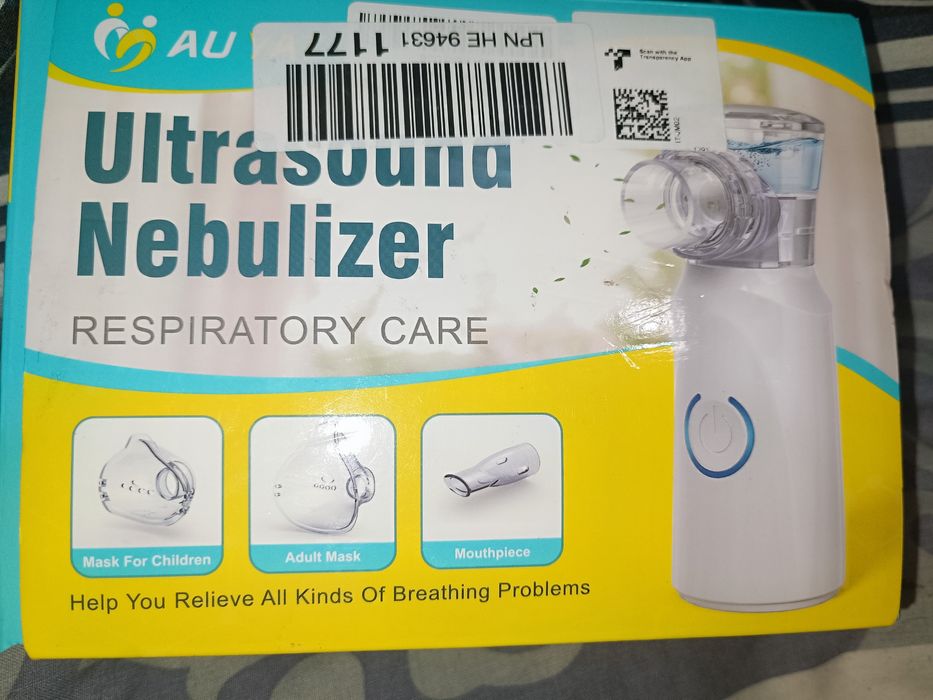 AU
LPN HE 94631 1177
Scan with the
Transparency App
Ultrasound
Nebulizer
RESPIRATORY CARE
Mask For Children
Adult Mask
Mouthpiece
Help You Relieve All Kinds Of Breathing Problems